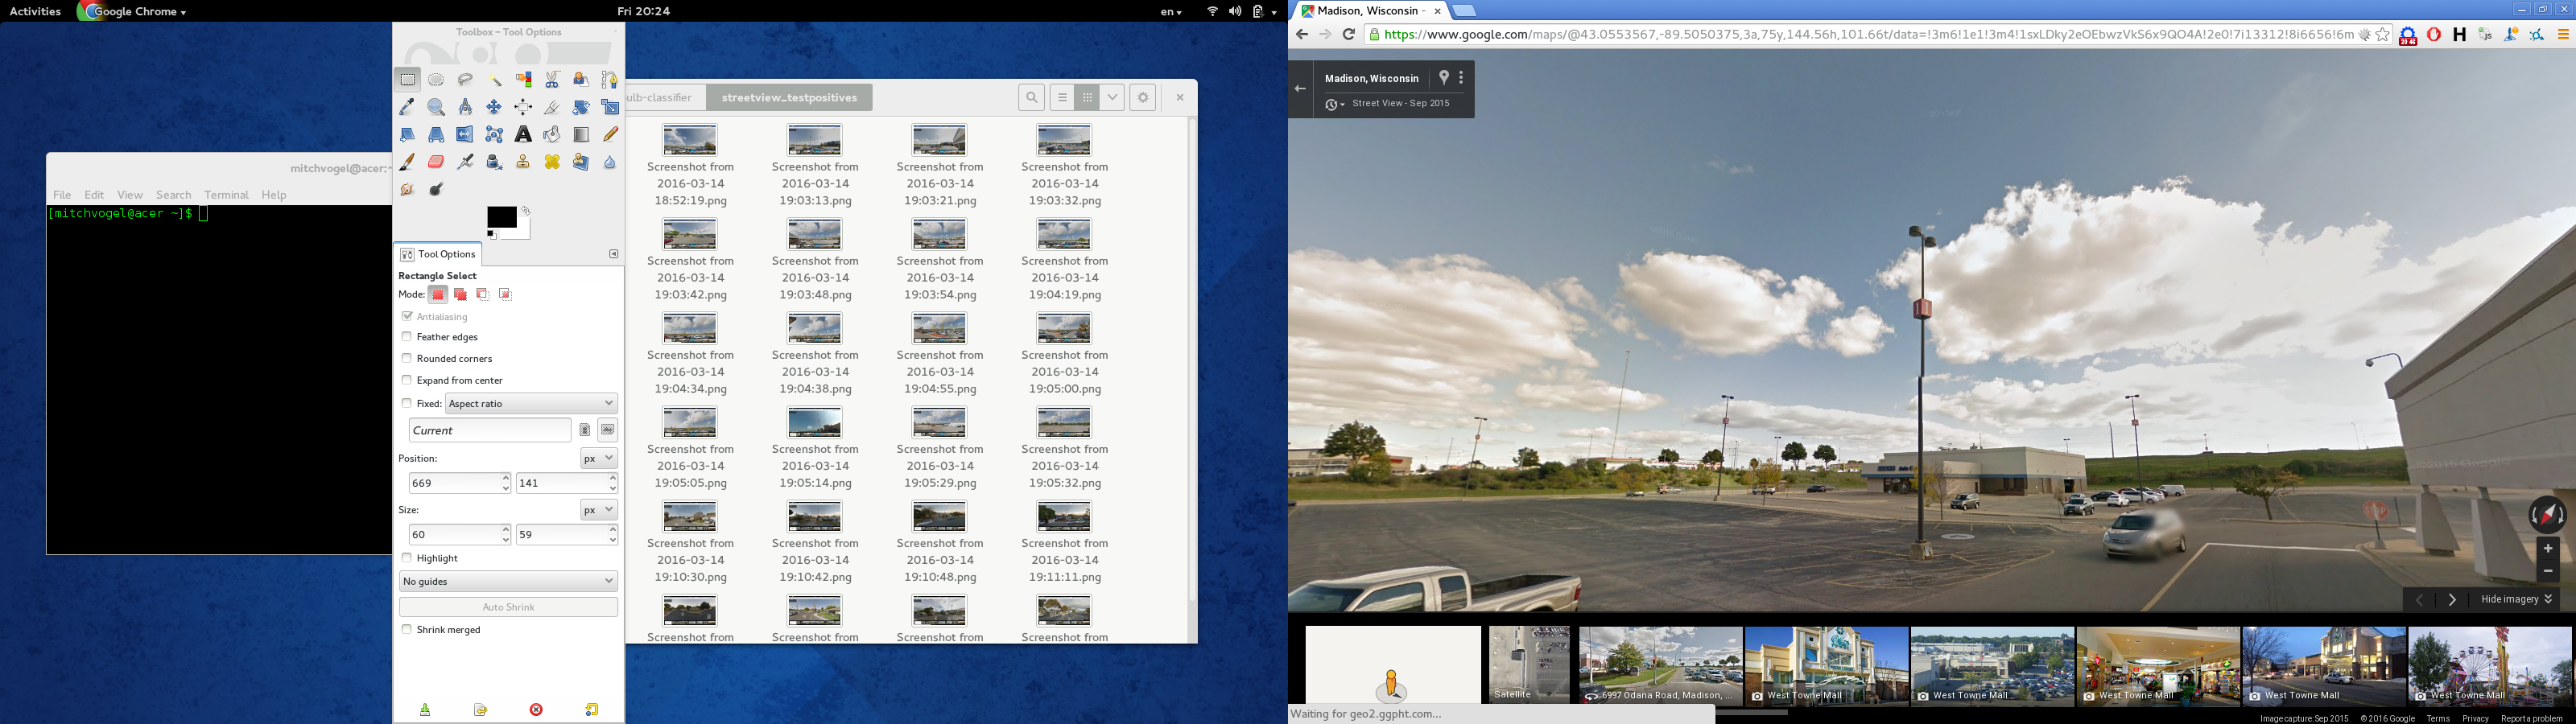 Activities
Google Chrome
Fri 20:24
en
Toolbox – Tool Options
mitchvogel@acer:~
File Edit View Search Terminal Help
[mitchvogel@acer ~]$
Tool Options
Rectangle Select
Mode:
Antialiasing
Feather edges
Rounded corners
Expand from center
Fixed: Aspect ratio
Current
Position: px
669 141
Size: px
60 59
Highlight
No guides
Auto Shrink
Shrink merged
ulb-classifier
streetview_testpositives
Screenshot from 2016-03-14 18:52:19.png
Screenshot from 2016-03-14 19:03:13.png
Screenshot from 2016-03-14 19:03:21.png
Screenshot from 2016-03-14 19:03:32.png
Screenshot from 2016-03-14 19:03:42.png
Screenshot from 2016-03-14 19:03:48.png
Screenshot from 2016-03-14 19:03:54.png
Screenshot from 2016-03-14 19:04:19.png
Screenshot from 2016-03-14 19:04:34.png
Screenshot from 2016-03-14 19:04:38.png
Screenshot from 2016-03-14 19:04:55.png
Screenshot from 2016-03-14 19:05:00.png
Screenshot from 2016-03-14 19:05:05.png
Screenshot from 2016-03-14 19:05:14.png
Screenshot from 2016-03-14 19:05:29.png
Screenshot from 2016-03-14 19:05:32.png
Screenshot from 2016-03-14 19:10:30.png
Screenshot from 2016-03-14 19:10:42.png
Screenshot from 2016-03-14 19:10:48.png
Screenshot from 2016-03-14 19:11:11.png
Screenshot from
Screenshot from
Screenshot from
Screenshot from
Madison, Wisconsin -
https://www.google.com/maps/@43.0553567,-89.5050375,3a,75y,144.56h,101.66t/data=!3m6!1e1!3m4!1sxLDky2eOEbwzVkS6x9QO4A!2e0!7i13312!8i6656!6m
Madison, Wisconsin
Street View - Sep 2015
STOP
Hide imagery
Satellite
6997 Odana Road, Madison, ...
West Towne Mall
West Towne Mall
West Towne Mall
West Towne Mall
West Towne Mall
Waiting for geo2.ggpht.com...
Image capture: Sep 2015 © 2016 Google Terms Privacy Report a problem